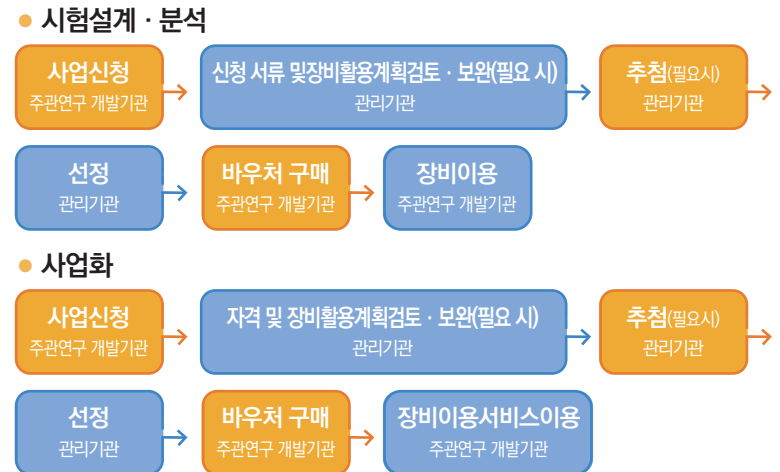 시험설계 · 분석
사업신청
주관연구 개발기관
신청 서류 및장비활용계획검토 · 보완(필요 시)
관리기관
추첨(필요시)
관리기관
선정
관리기관
바우처 구매
주관연구 개발기관
장비이용
주관연구 개발기관
사업화
사업신청
주관연구 개발기관
자격 및 장비활용계획검토 · 보완(필요 시)
관리기관
추첨(필요시)
관리기관
선정
관리기관
바우처 구매
주관연구 개발기관
장비이용서비스이용
주관연구 개발기관